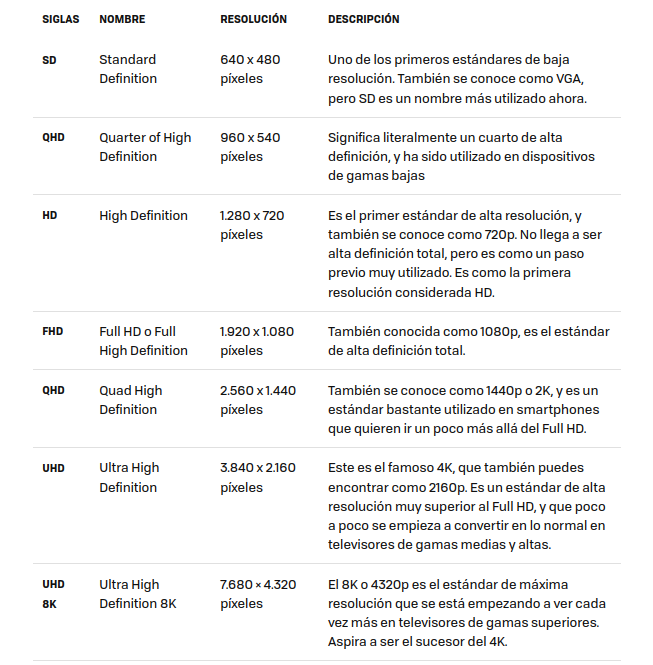 SIGLAS NOMBRE RESOLUCIÓN DESCRIPCIÓN
SD Standard 640 x 480 Uno de los primeros estándares de baja
Definition píxeles resolución. También se conoce como VGA,
pero SD es un nombre más utilizado ahora.
QHD Quarter of High 960 x 540 Significa literalmente un cuarto de alta
Definition píxeles definición, y ha sido utilizado en dispositivos
de gamas bajas
HD High Definition 1.280 x 720 Es el primer estándar de alta resolución, y
píxeles también se conoce como 720p. No llega a ser
alta definición total, pero es como un paso
previo muy utilizado. Es como la primera
resolución considerada HD.
FHD Full HD o Full 1.920 x 1.080 También conocida como 1080p, es el estándar
High Definition píxeles de alta definición total.
QHD Quad High 2.560 x 1.440 También se conoce como 1440p o 2K, y es un
Definition píxeles estándar bastante utilizado en smartphones
que quieren ir un poco más allá del Full HD.
UHD Ultra High 3.840 x 2.160 Este es el famoso 4K, que también puedes
Definition píxeles encontrar como 2160p. Es un estándar de alta
resolución muy superior al Full HD, y que poco
a poco se empieza a convertir en lo normal en
televisores de gamas medias y altas.
UHD Ultra High 7.680 × 4.320 El 8K o 4320p es el estándar de máxima
8K Definition 8K píxeles resolución que se está empezando a ver cada
vez más en televisores de gamas superiores.
Aspira a ser el sucesor del 4K.